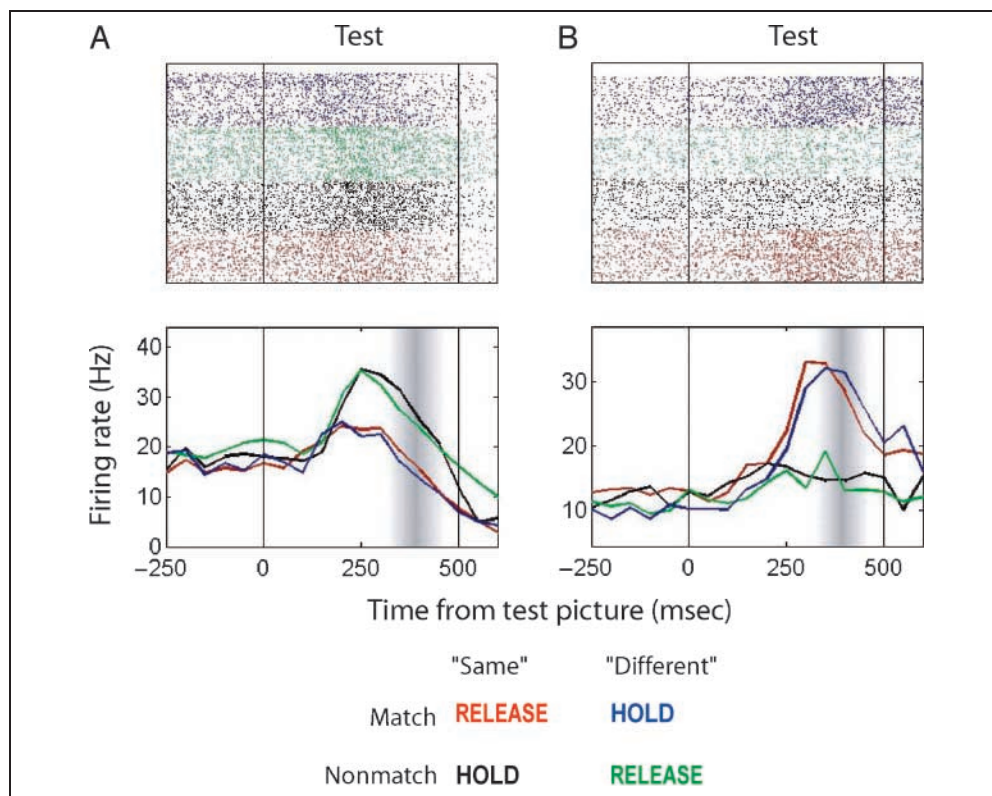 A Test
B Test
Firing rate (Hz)
40
30
20
10
0
−250 0 250 500
30
20
10
−250 0 250 500
Time from test picture (msec)
"Same" "Different"
Match RELEASE HOLD
Nonmatch HOLD RELEASE